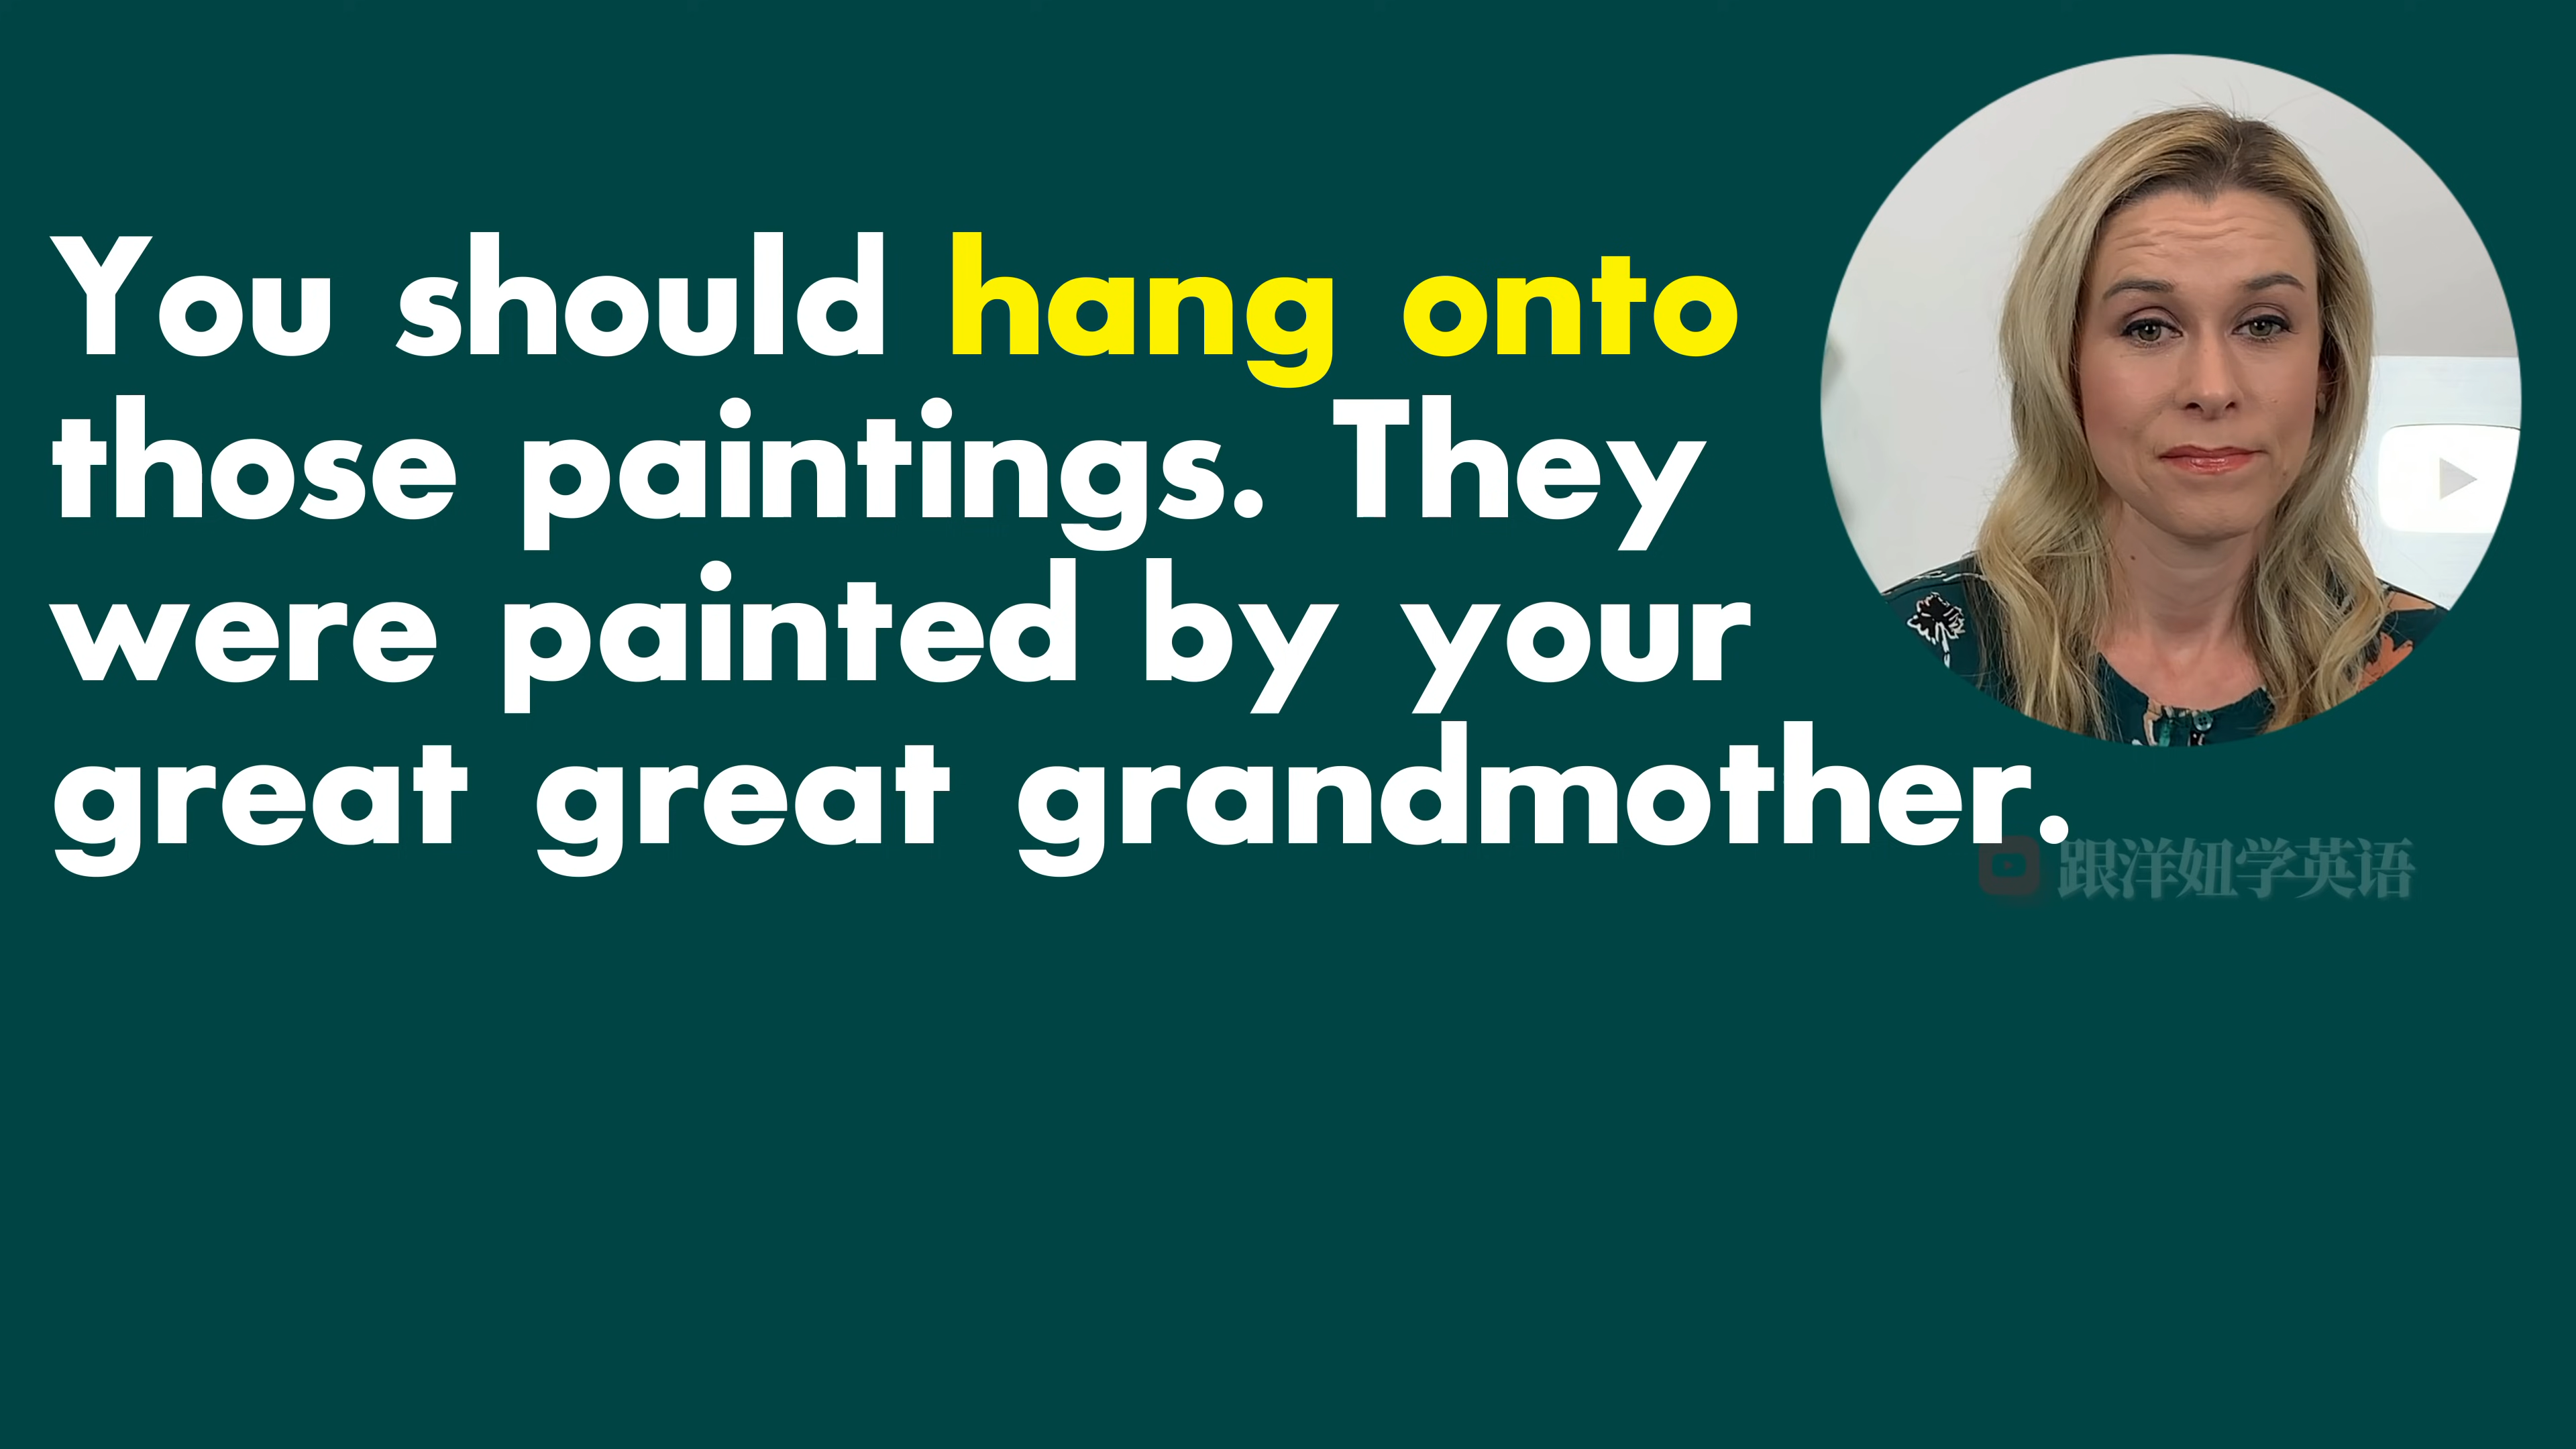 You should hang onto
those paintings. They
were painted by your
great great grandmother.
跟洋妞学英语